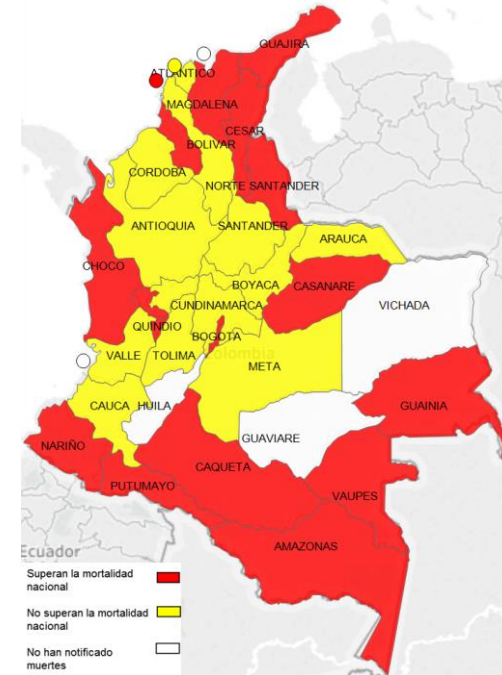 GUAJIRA
ATLANTICO
MAGDALENA
CESAR
BOLIVAR
CORDOBA
NORTE SANTANDER
ANTIOQUIA
SANTANDER
ARAUCA
CHOCO
BOYACA
CASANARE
CUNDINAMARCA
VICHADA
QUINDIO
BOGOTA
VALLE
TOLIMA
Colombia
META
CAUCA
HUILA
GUAINIA
NARIÑO
GUAVIARE
CAQUETA
PUTUMAYO
VAUPES
AMAZONAS
Ecuador
Superan la mortalidad
nacional
No superan la mortalidad
nacional
No han notificado
muertes